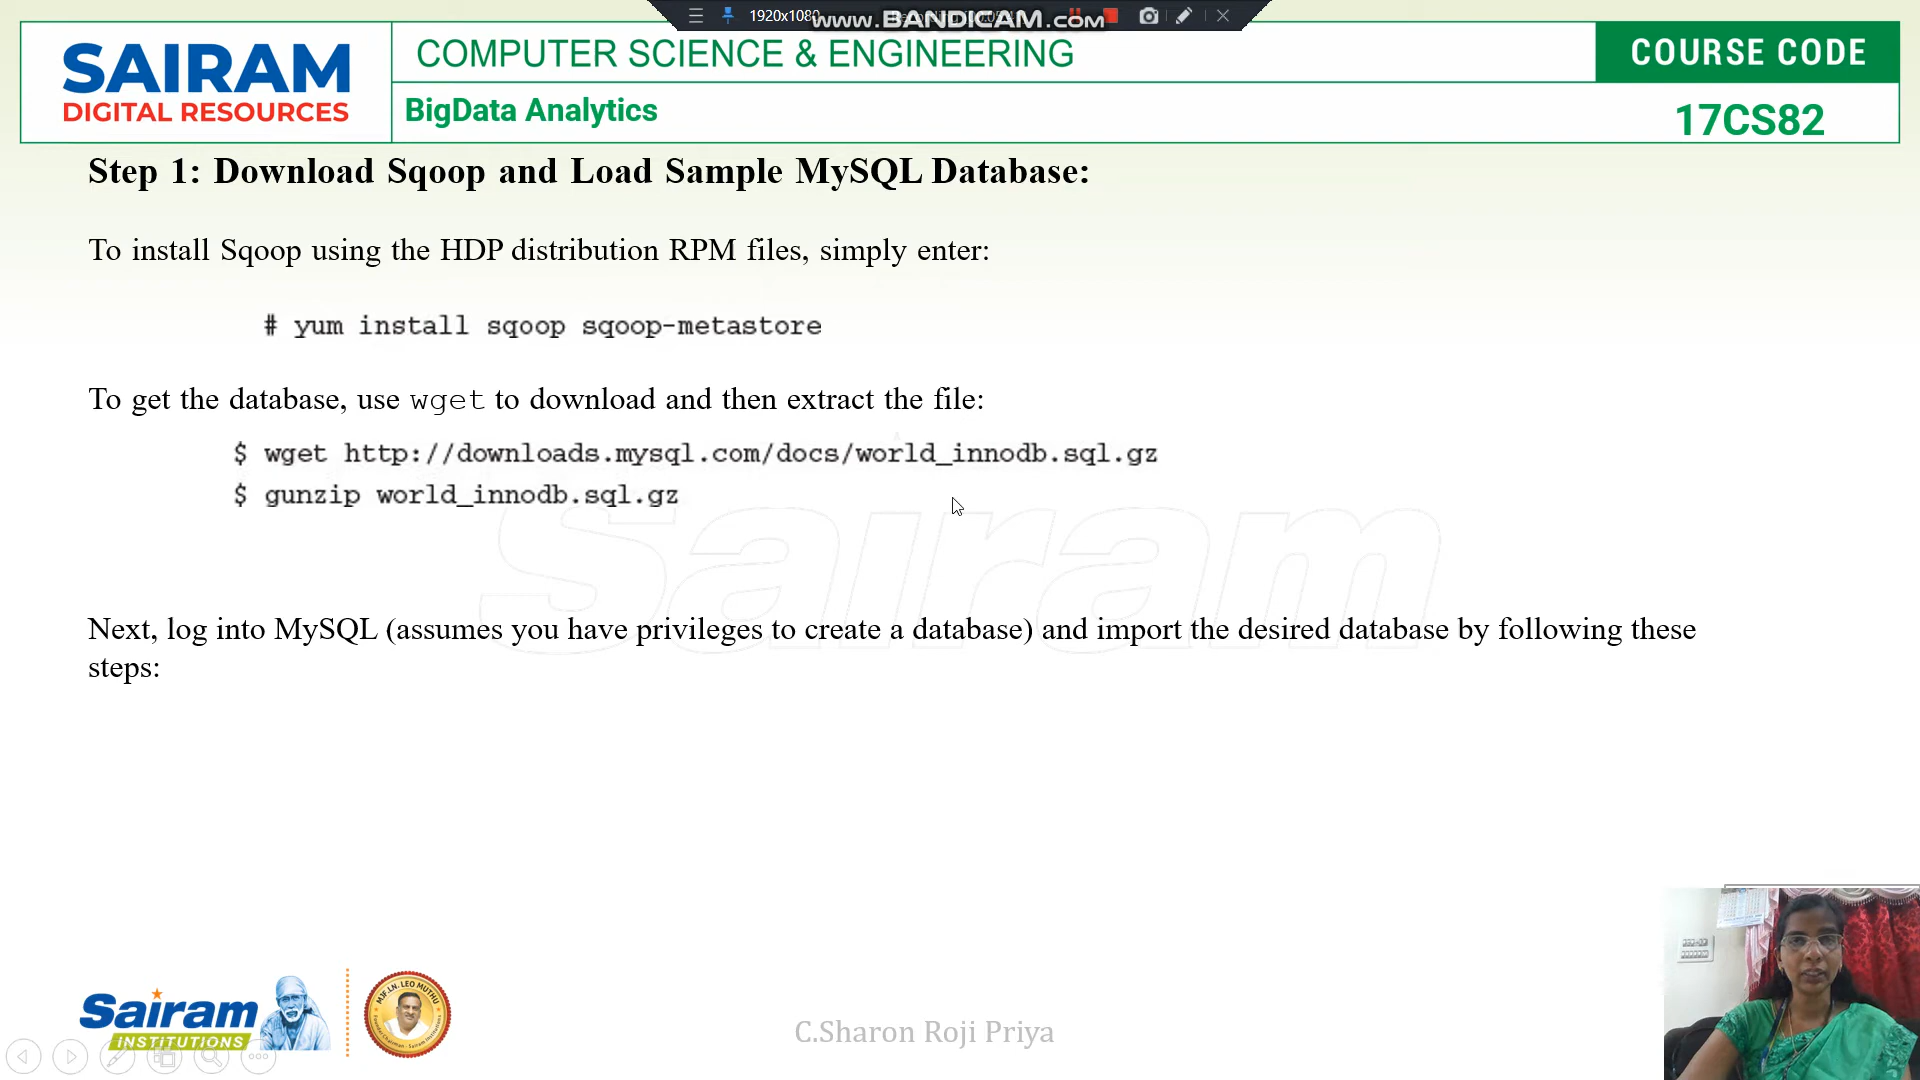 1920x1080
www.BANDICAM.com
SAIRAM
DIGITAL RESOURCES
COMPUTER SCIENCE & ENGINEERING
COURSE CODE
BigData Analytics
17CS82
Step 1: Download Sqoop and Load Sample MySQL Database:
To install Sqoop using the HDP distribution RPM files, simply enter:
# yum install sqoop sqoop-metastore
To get the database, use wget to download and then extract the file:
$ wget http://downloads.mysql.com/docs/world_innodb.sql.gz
$ gunzip world_innodb.sql.gz
Sairam
Next, log into MySQL (assumes you have privileges to create a database) and import the desired database by following these
steps:
Sairam
INSTITUTIONS
MJF.LN. LEO MUTHU
C.Sharon Roji Priya